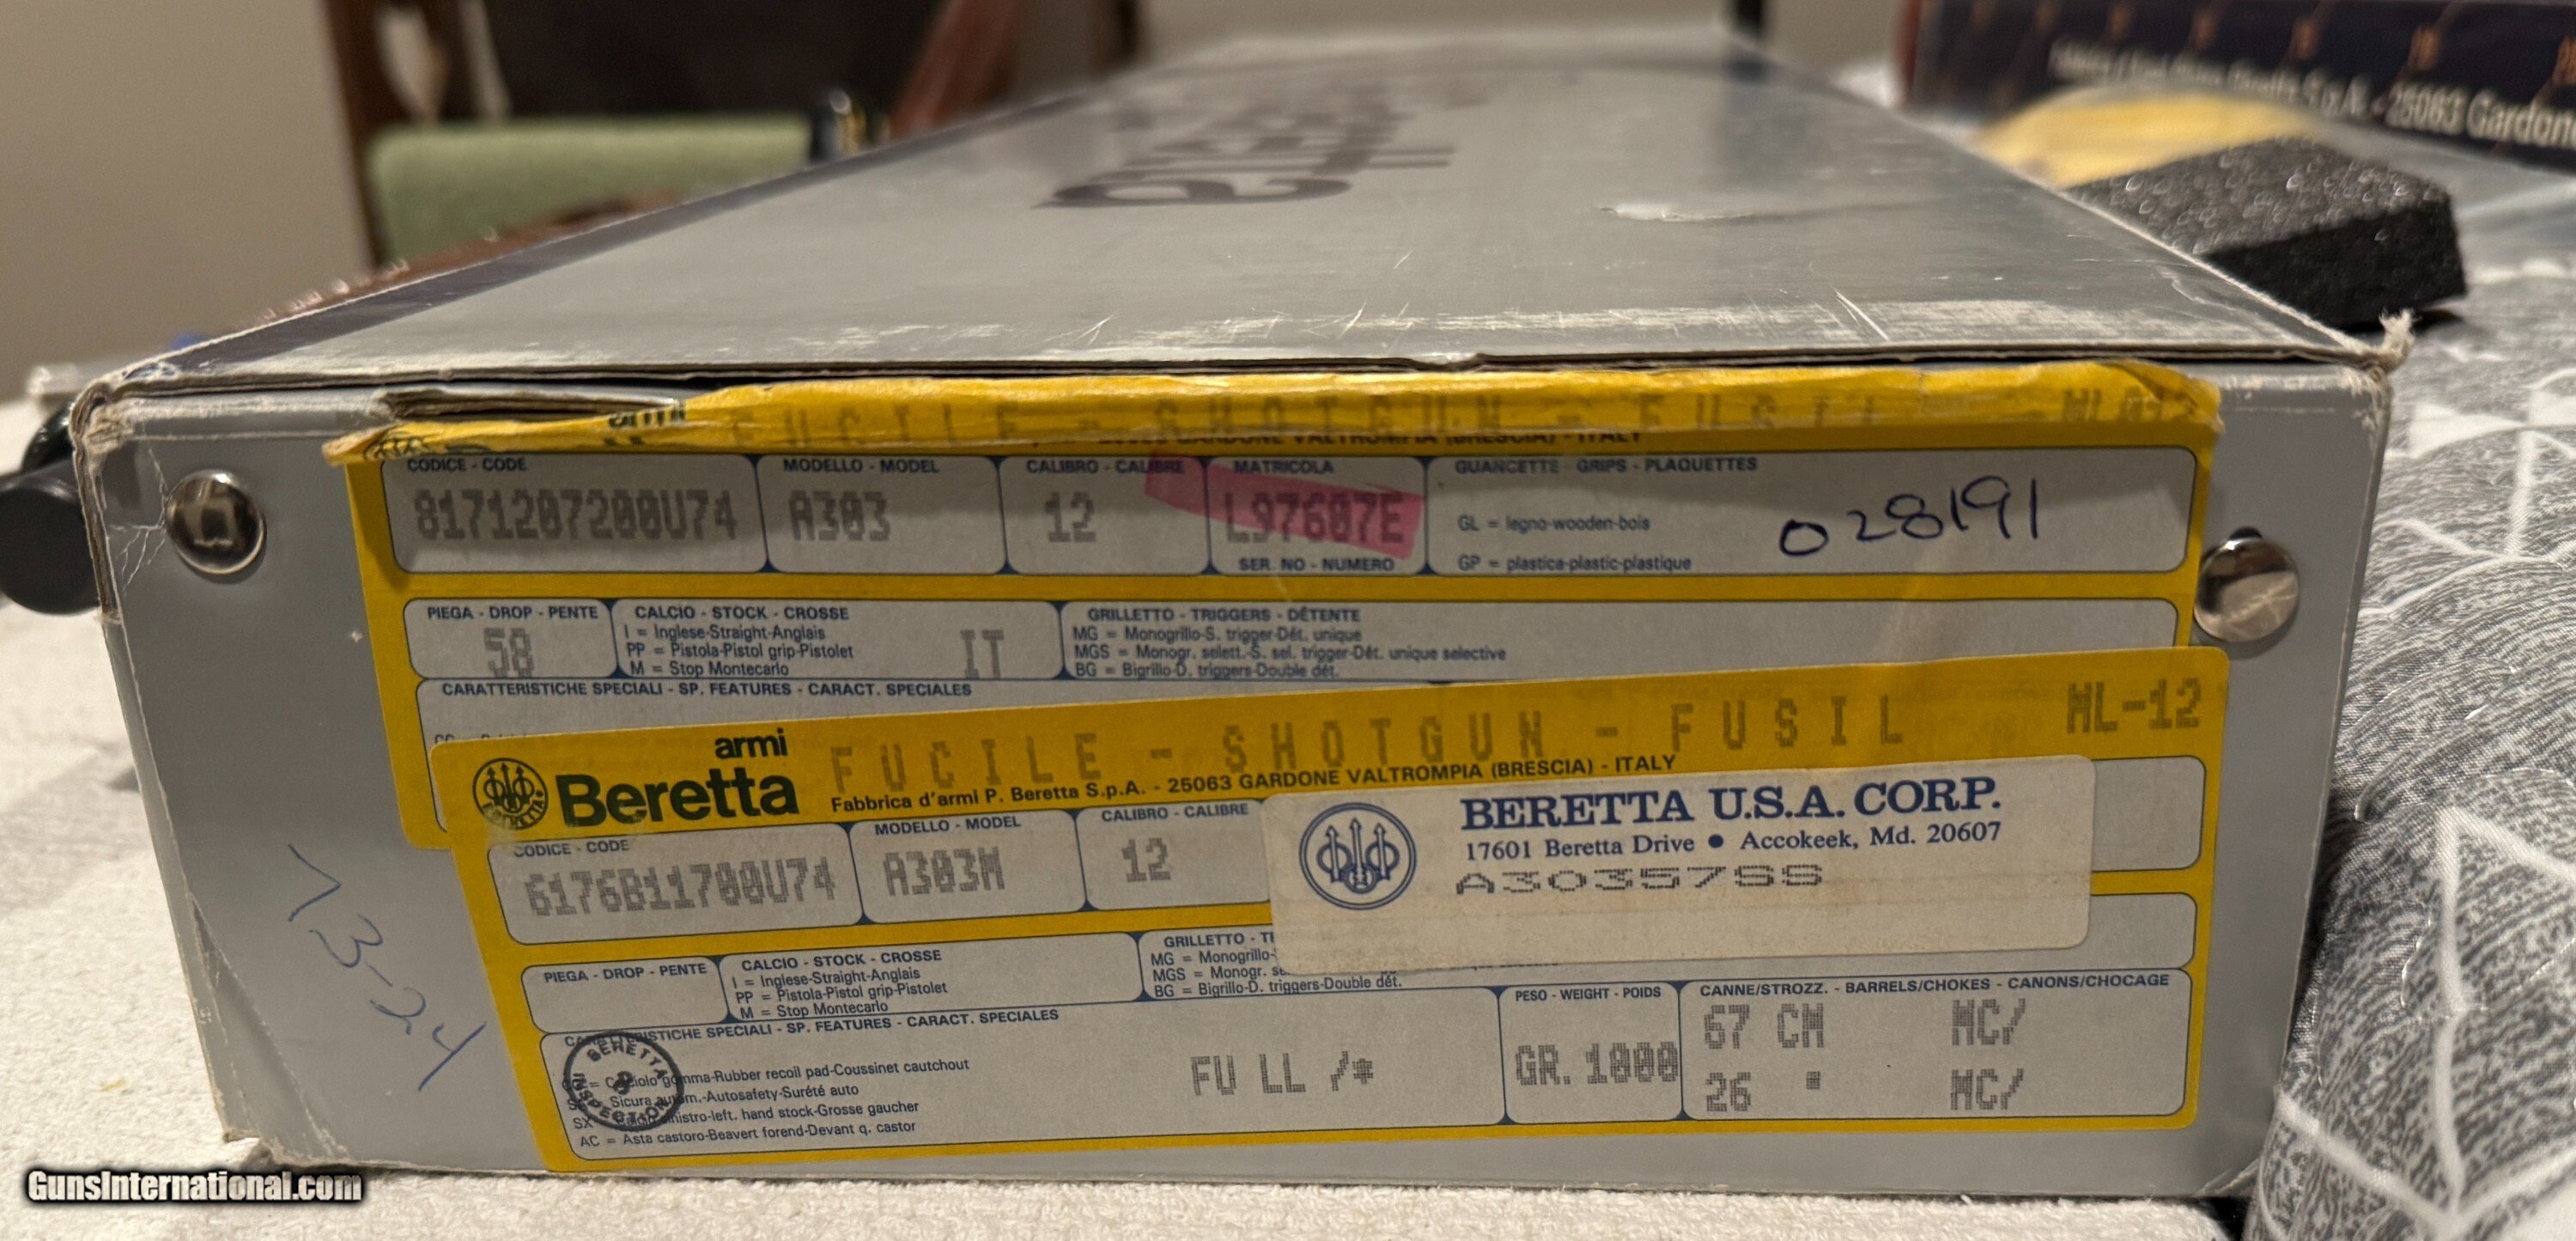 25063 Gardon
armi
FUCILE - SHOTGUN - FUSIL
GARDONE VALTROMPIA (BRESCIA) - ITALY
CODICE - CODE
MODELLO - MODEL
CALIBRO - CALIBRE
MATRICOLA
GUANCETTE - GRIPS - PLAQUETTES
8171207200U74
A303
12
L97607E
GL = legno-wooden-bois
028191
SER. NO - NUMERO
GP = plastica-plastic-plastique
PIEGA - DROP - PENTE
CALCIO - STOCK - CROSSE
GRILLETTO - TRIGGERS - DÉTENTE
58
I = Inglese-Straight-Anglais
IT
MG = Monogrillo-S. trigger-Dét. unique
PP = Pistola-Pistol grip-Pistolet
MGS = Monogr. selett.-S. sel. trigger-Dét. unique selective
M = Stop Montecarlo
BG = Bigrillo-D. triggers-Double dét.
CARATTERISTICHE SPECIALI - SP. FEATURES - CARACT. SPECIALES
armi
Beretta
FUCILE - SHOTGUN - FUSIL
ML-12
Fabbrica d'armi P. Beretta S.p.A. - 25063 GARDONE VALTROMPIA (BRESCIA) - ITALY
BERETTA U.S.A. CORP.
17601 Beretta Drive • Accokeek, Md. 20607
A30357SS
CODICE - CODE
MODELLO - MODEL
CALIBRO - CALIBRE
6176B11700U74
A303M
12
PIEGA - DROP - PENTE
CALCIO - STOCK - CROSSE
GRILLETTO - T
I = Inglese-Straight-Anglais
MG = Monogrillo-
PP = Pistola-Pistol grip-Pistolet
MGS = Monogr. se
M = Stop Montecarlo
BG = Bigrillo-D. triggers-Double dét.
ISTICHE SPECIALI - SP. FEATURES - CARACT. SPECIALES
PESO - WEIGHT - POIDS
CANNE/STROZZ. - BARRELS/CHOKES - CANONS/CHOCAGE
BERETTA
INSPECTION
gomma-Rubber recoil pad-Coussinet cautchout
Sicura autom.-Autosafety-Surété auto
SX
nistro-left. hand stock-Grosse gaucher
AC = Asta castoro-Beavert forend-Devant q. castor
FU LL /*
GR. 1000
67 CM MC/
26 " MC/
GunsInternational.com